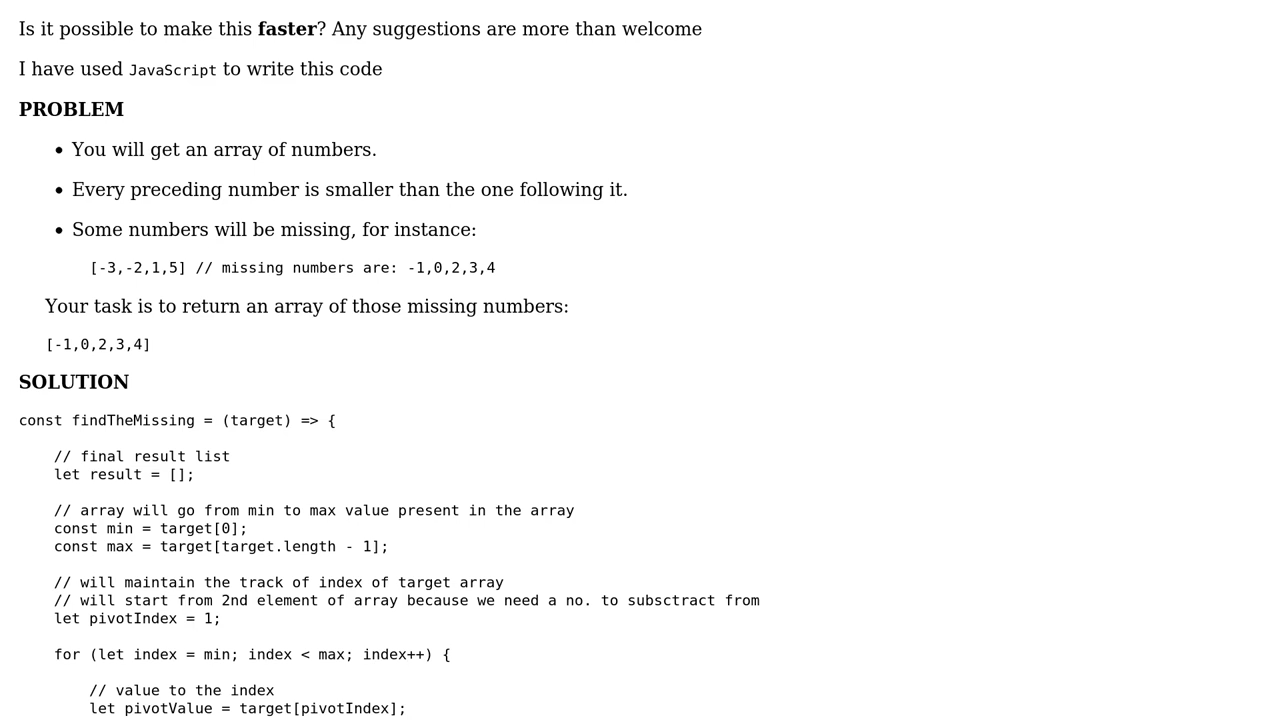 Is it possible to make this faster? Any suggestions are more than welcome
I have used JavaScript to write this code
PROBLEM
• You will get an array of numbers.
• Every preceding number is smaller than the one following it.
• Some numbers will be missing, for instance:
[-3,-2,1,5] // missing numbers are: -1,0,2,3,4
Your task is to return an array of those missing numbers:
[-1,0,2,3,4]
SOLUTION
const findTheMissing = (target) => {
// final result list
let result = [];
// array will go from min to max value present in the array
const min = target[0];
const max = target[target.length - 1];
// will maintain the track of index of target array
// will start from 2nd element of array because we need a no. to subsctract from
let pivotIndex = 1;
for (let index = min; index < max; index++) {
// value to the index
let pivotValue = target[pivotIndex];